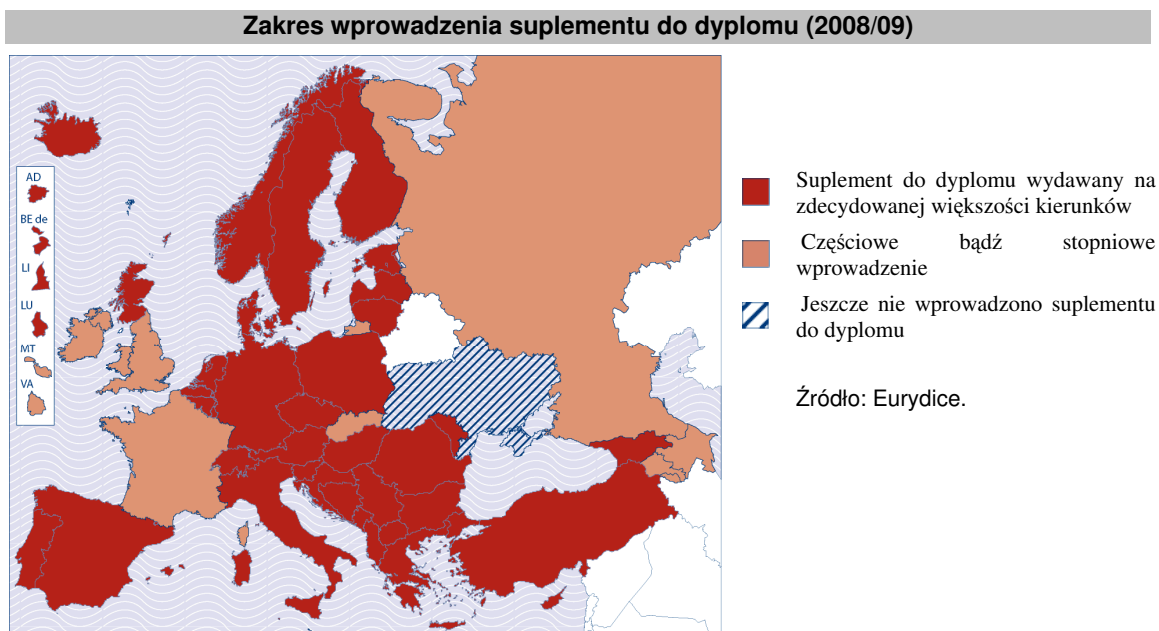 Zakres wprowadzenia suplementu do dyplomu (2008/09)
AD
BE de
LI
LU
MT
VA
Suplement do dyplomu wydawany na
zdecydowanej większości kierunków
Częściowe bądź stopniowe
wprowadzenie
Jeszcze nie wprowadzono suplementu
do dyplomu
Źródło: Eurydice.